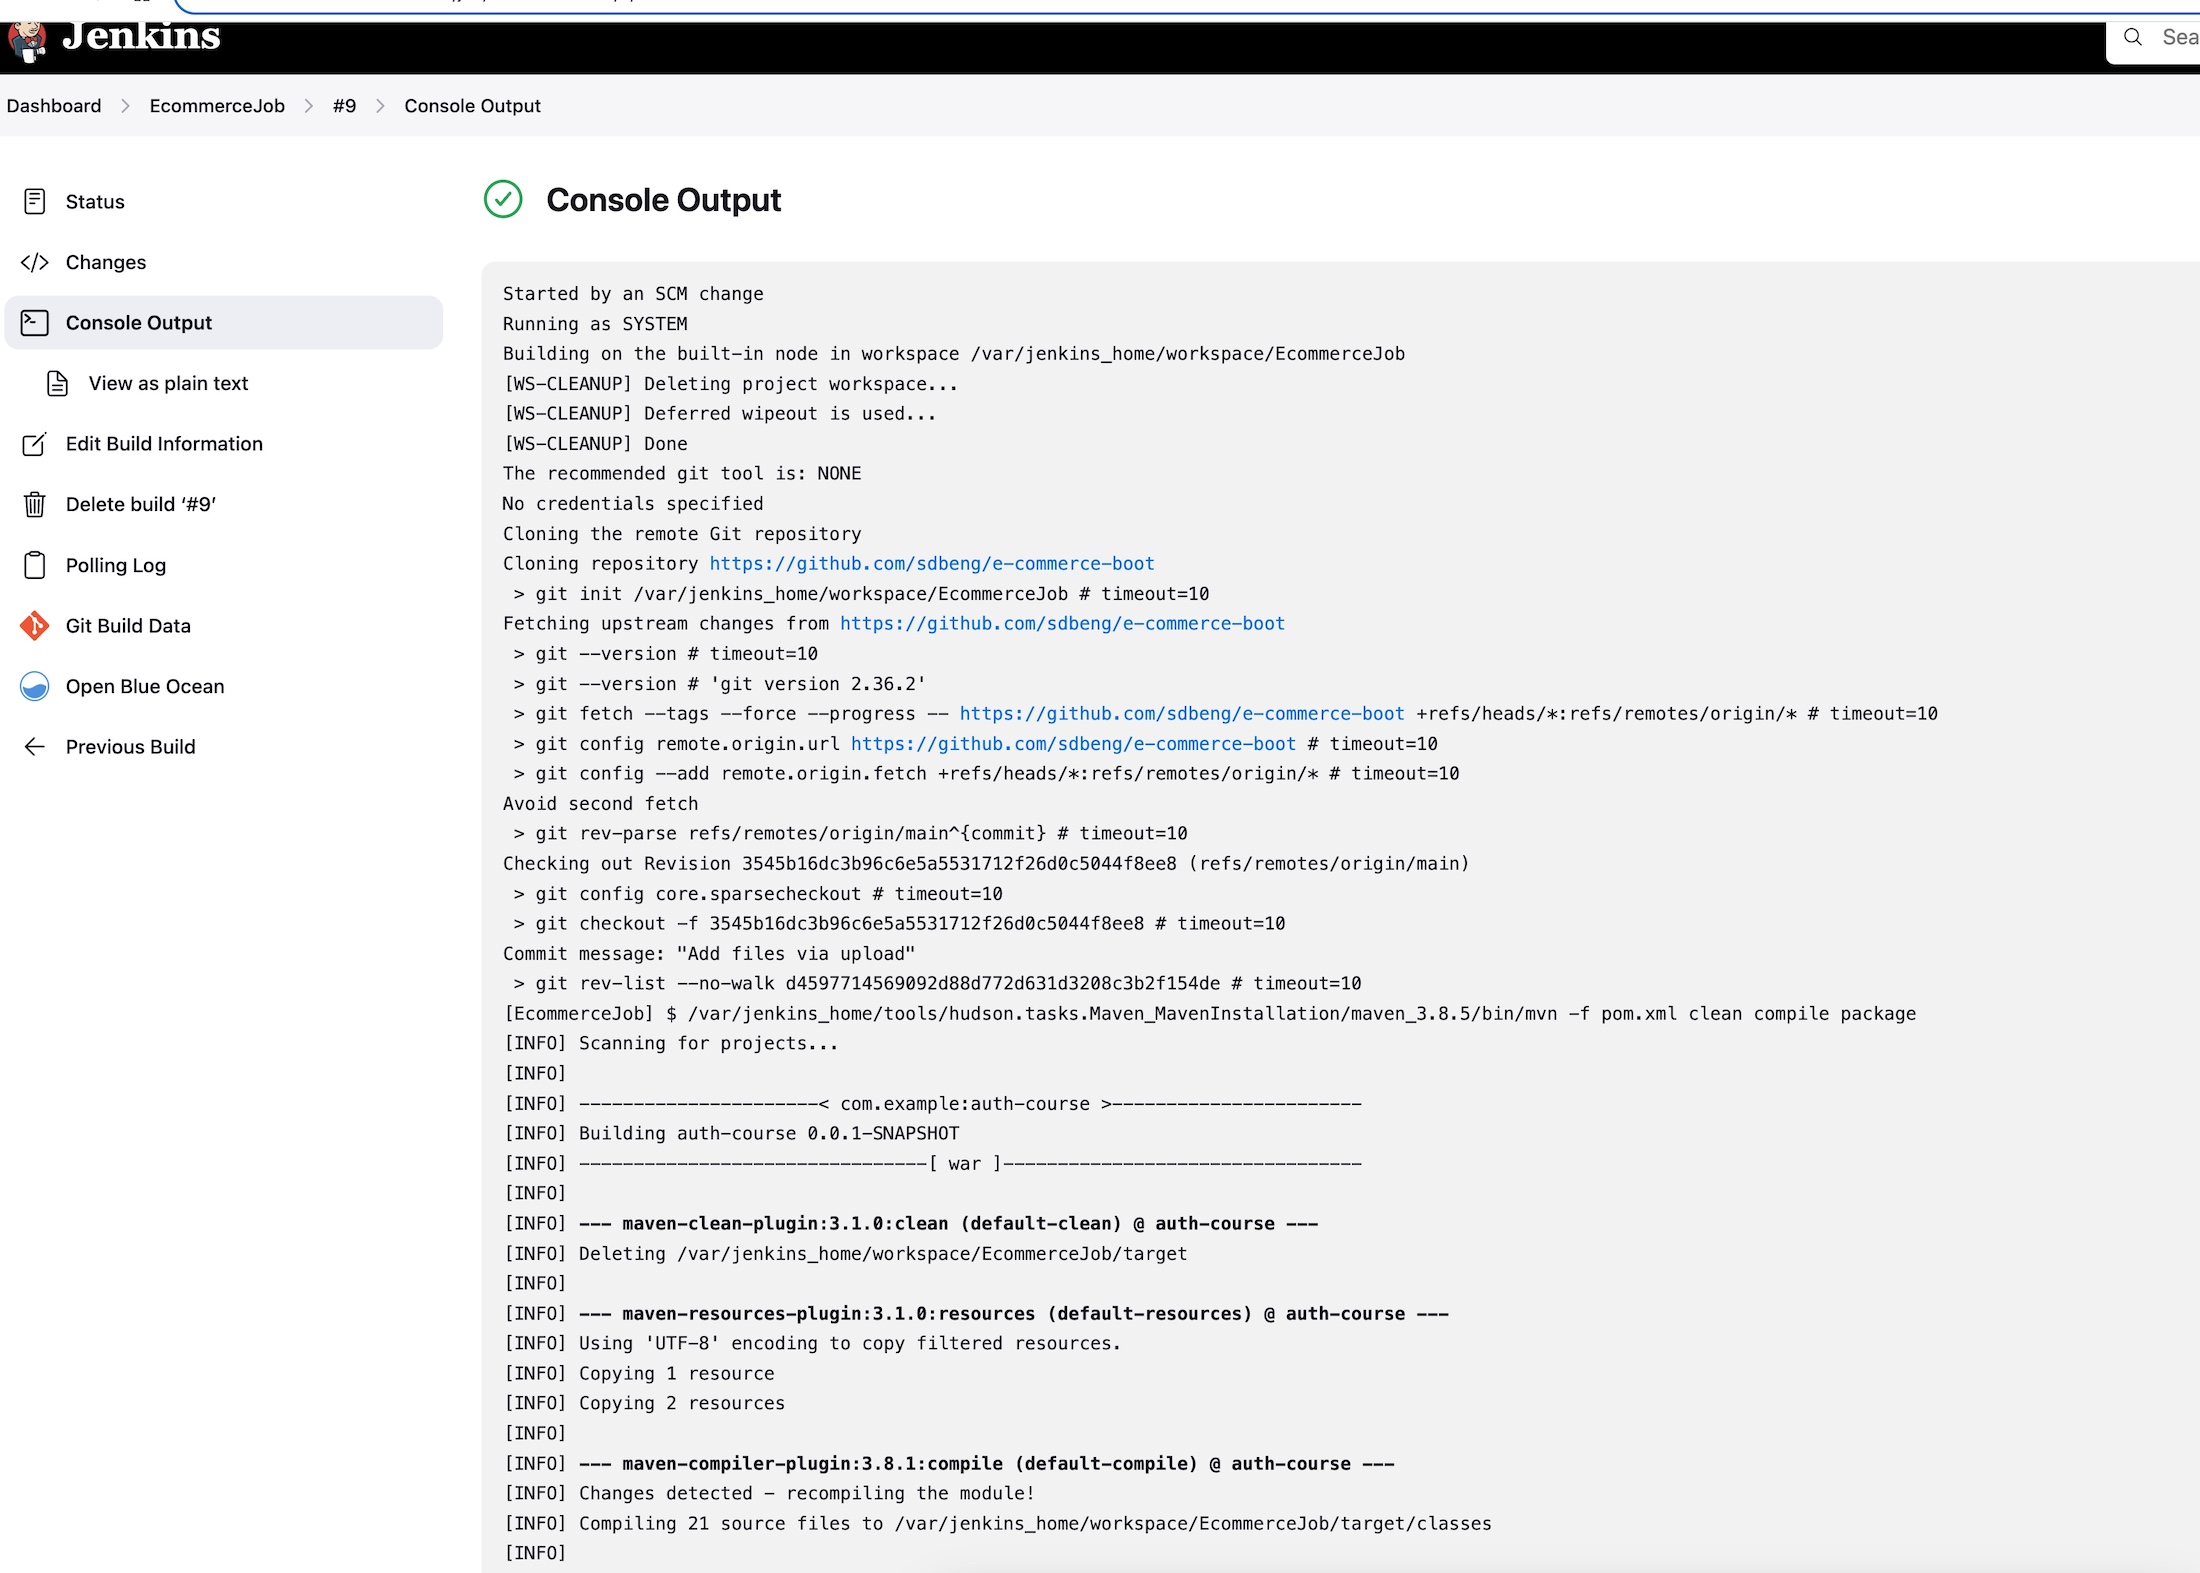 Jenkins
Sea
Dashboard > EcommerceJob > #9 > Console Output
Status
Changes
Console Output
View as plain text
Edit Build Information
Delete build ‘#9’
Polling Log
Git Build Data
Open Blue Ocean
Previous Build
Console Output
Started by an SCM change
Running as SYSTEM
Building on the built-in node in workspace /var/jenkins_home/workspace/EcommerceJob
[WS-CLEANUP] Deleting project workspace...
[WS-CLEANUP] Deferred wipeout is used...
[WS-CLEANUP] Done
The recommended git tool is: NONE
No credentials specified
Cloning the remote Git repository
Cloning repository https://github.com/sdbeng/e-commerce-boot
 > git init /var/jenkins_home/workspace/EcommerceJob # timeout=10
Fetching upstream changes from https://github.com/sdbeng/e-commerce-boot
 > git --version # timeout=10
 > git --version # 'git version 2.36.2'
 > git fetch --tags --force --progress -- https://github.com/sdbeng/e-commerce-boot +refs/heads/*:refs/remotes/origin/* # timeout=10
 > git config remote.origin.url https://github.com/sdbeng/e-commerce-boot # timeout=10
 > git config --add remote.origin.fetch +refs/heads/*:refs/remotes/origin/* # timeout=10
Avoid second fetch
 > git rev-parse refs/remotes/origin/main^{commit} # timeout=10
Checking out Revision 3545b16dc3b96c6e5a5531712f26d0c5044f8ee8 (refs/remotes/origin/main)
 > git config core.sparsecheckout # timeout=10
 > git checkout -f 3545b16dc3b96c6e5a5531712f26d0c5044f8ee8 # timeout=10
Commit message: "Add files via upload"
 > git rev-list --no-walk d4597714569092d88d772d631d3208c3b2f154de # timeout=10
[EcommerceJob] $ /var/jenkins_home/tools/hudson.tasks.Maven_MavenInstallation/maven_3.8.5/bin/mvn -f pom.xml clean compile package
[INFO] Scanning for projects...
[INFO]
[INFO] ----------------------< com.example:auth-course >-----------------------
[INFO] Building auth-course 0.0.1-SNAPSHOT
[INFO] --------------------------------[ war ]---------------------------------
[INFO]
[INFO] --- maven-clean-plugin:3.1.0:clean (default-clean) @ auth-course ---
[INFO] Deleting /var/jenkins_home/workspace/EcommerceJob/target
[INFO]
[INFO] --- maven-resources-plugin:3.1.0:resources (default-resources) @ auth-course ---
[INFO] Using 'UTF-8' encoding to copy filtered resources.
[INFO] Copying 1 resource
[INFO] Copying 2 resources
[INFO]
[INFO] --- maven-compiler-plugin:3.8.1:compile (default-compile) @ auth-course ---
[INFO] Changes detected - recompiling the module!
[INFO] Compiling 21 source files to /var/jenkins_home/workspace/EcommerceJob/target/classes
[INFO]